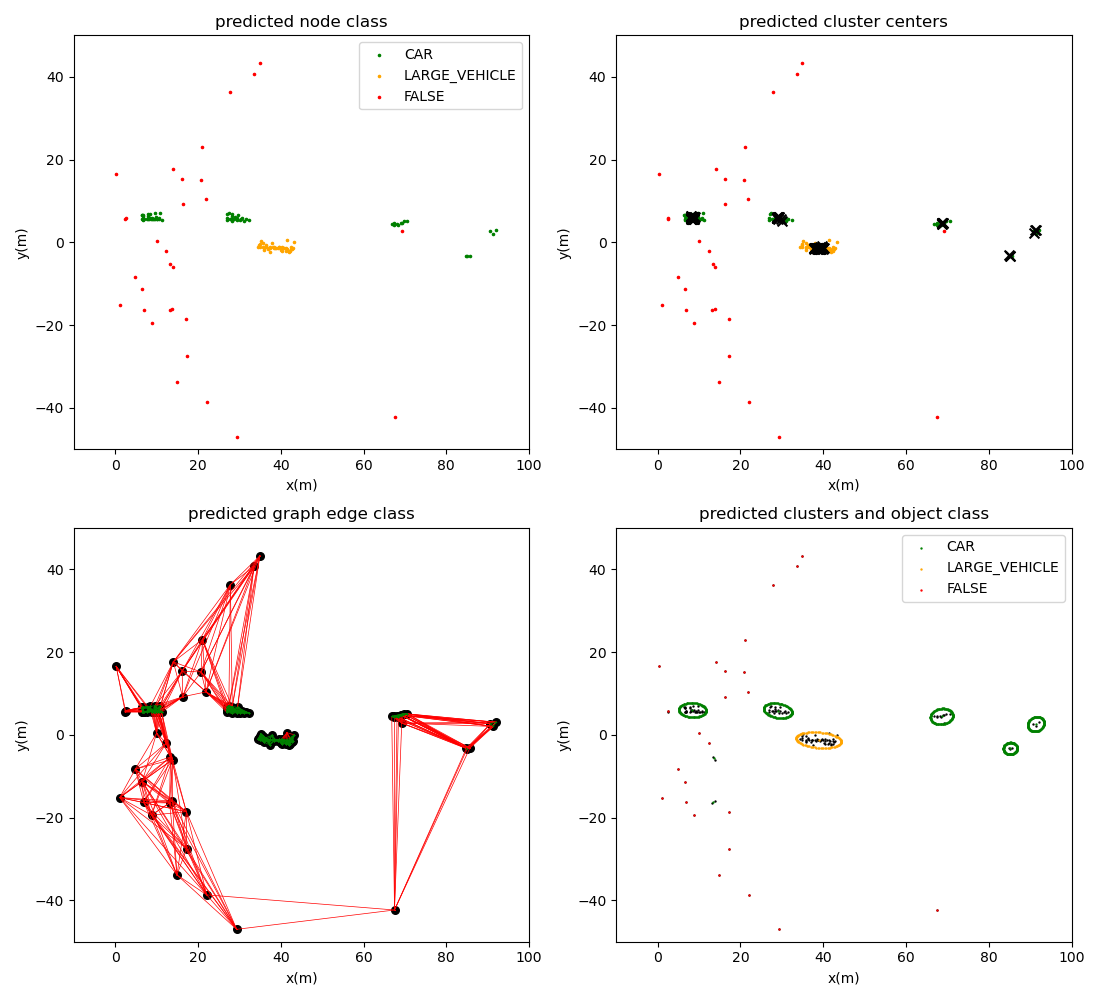 predicted node class
y(m)
40
20
0
−20
−40
CAR
LARGE_VEHICLE
FALSE
0 20 40 60 80 100
x(m)
predicted cluster centers
y(m)
40
20
0
−20
−40
0 20 40 60 80 100
x(m)
predicted graph edge class
y(m)
40
20
0
−20
−40
0 20 40 60 80 100
x(m)
predicted clusters and object class
y(m)
40
20
0
−20
−40
CAR
LARGE_VEHICLE
FALSE
0 20 40 60 80 100
x(m)